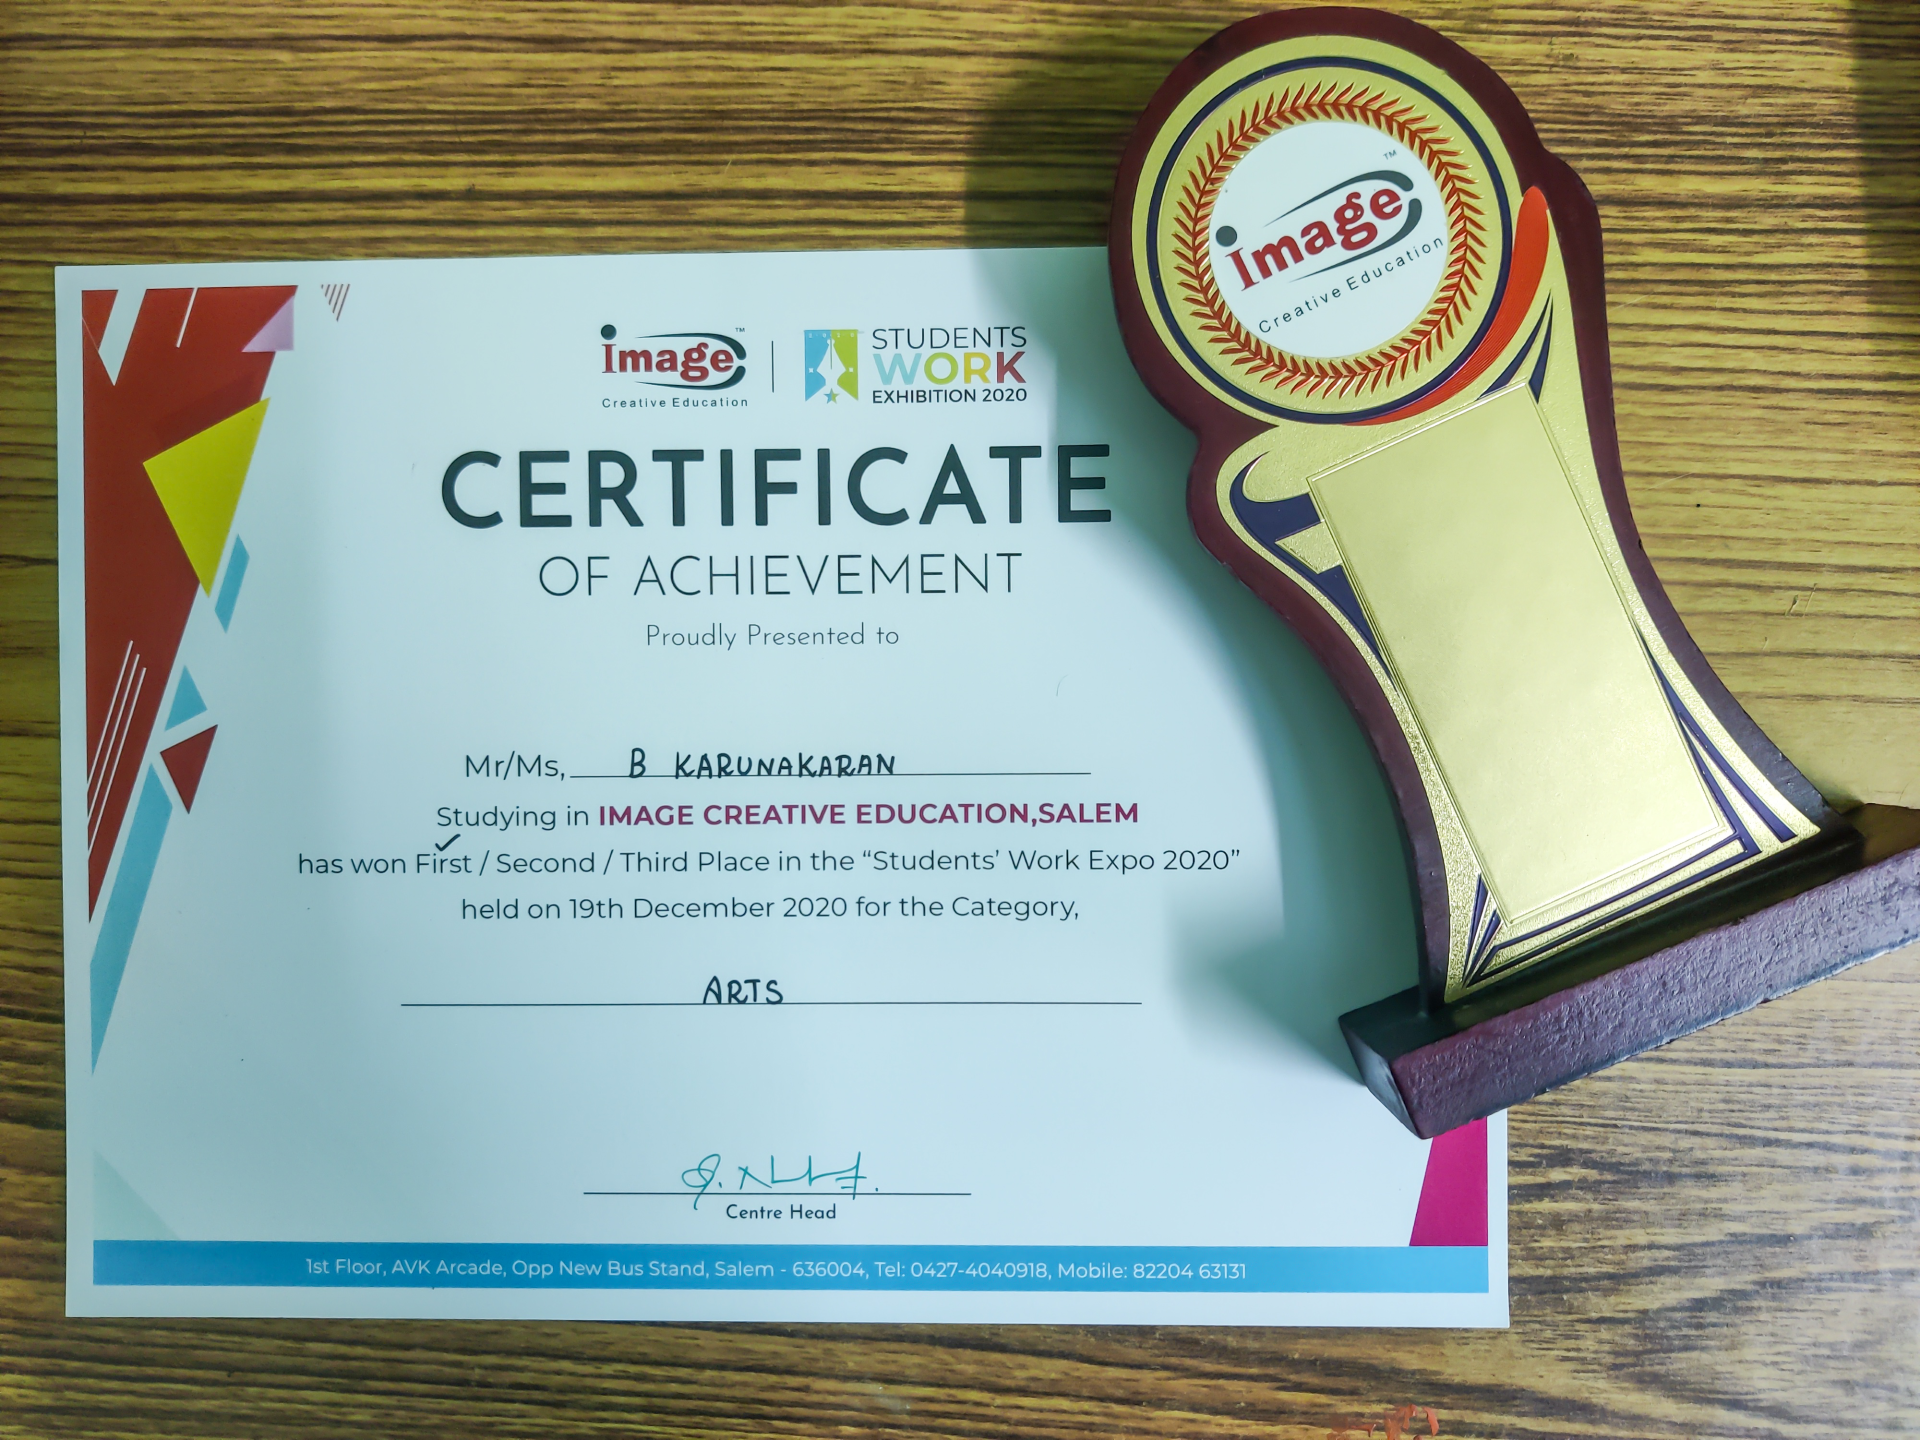 Image™
Creative Education
STUDENTS
WORK
EXHIBITION 2020
CERTIFICATE
OF ACHIEVEMENT
Proudly Presented to
Mr/Ms, B KARUNAKARAN
Studying in IMAGE CREATIVE EDUCATION,SALEM
has won First / Second / Third Place in the “Students’ Work Expo 2020”
held on 19th December 2020 for the Category,
ARTS
Centre Head
1st Floor, AVK Arcade, Opp New Bus Stand, Salem - 636004, Tel: 0427-4040918, Mobile: 82204 63131
Image™
Creative Education